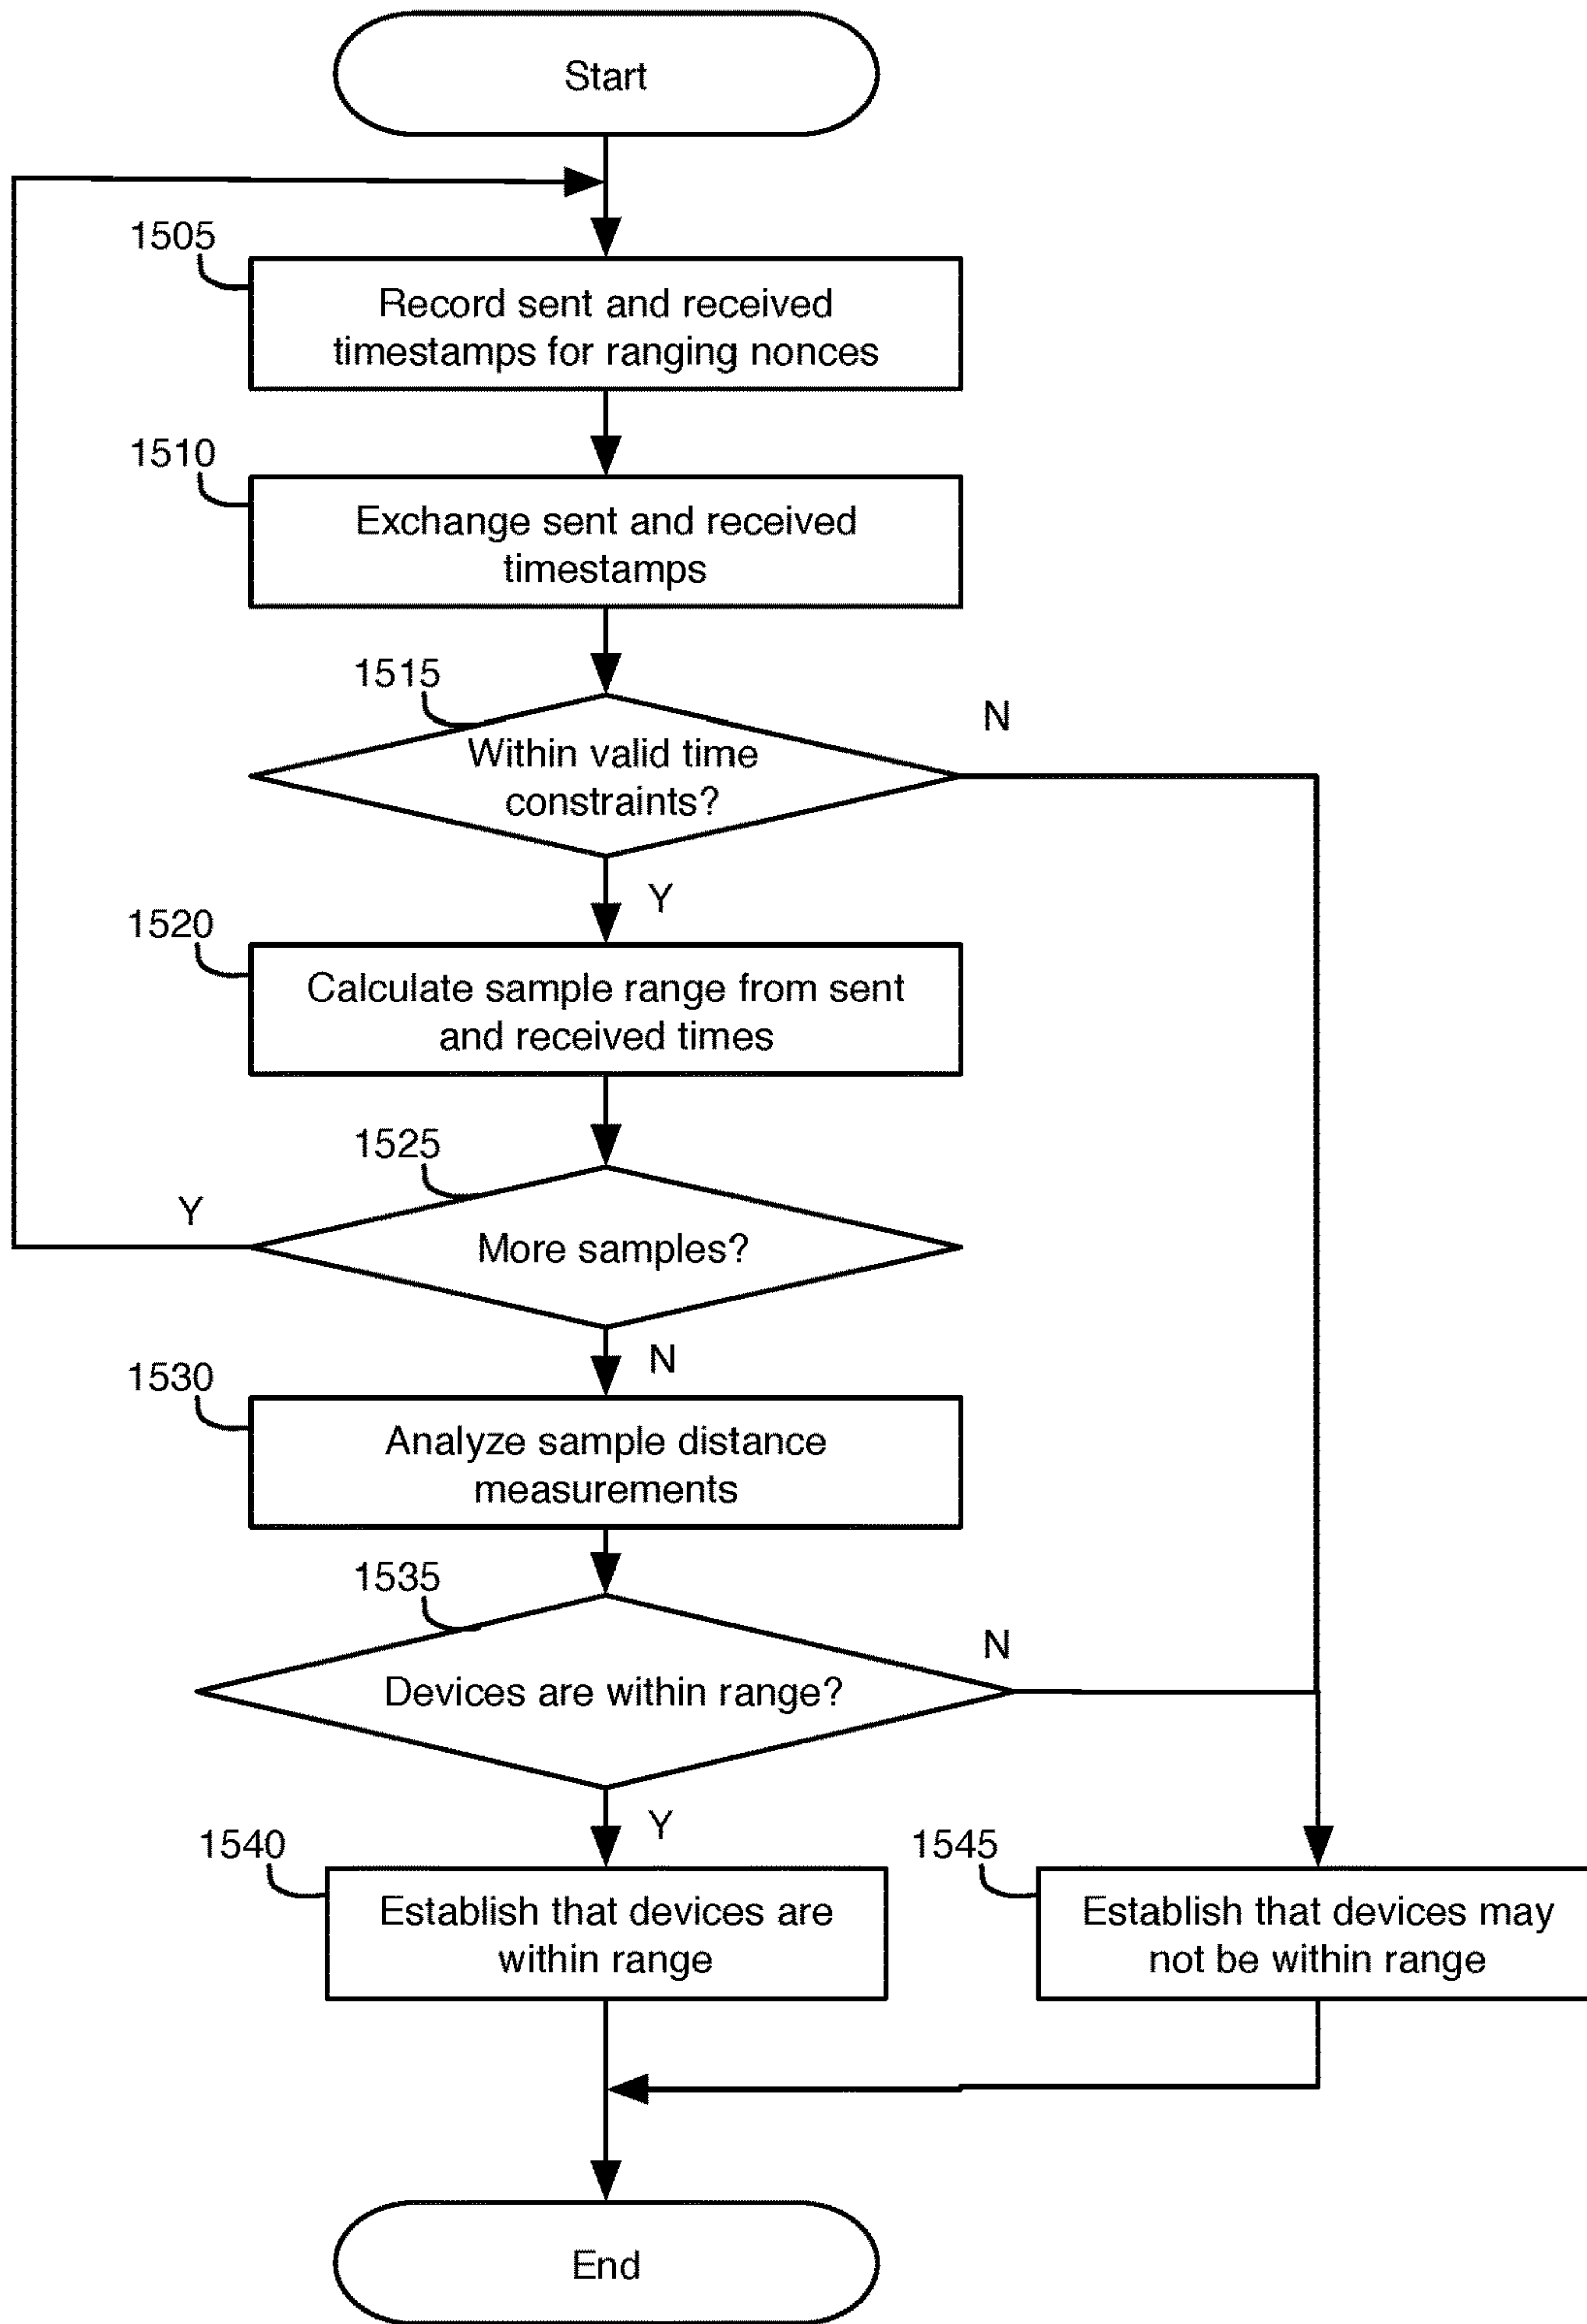 Start
1505
Record sent and received
timestamps for ranging nonces
1510
Exchange sent and received
timestamps
1515
N
Within valid time
constraints?
Y
1520
Calculate sample range from sent
and received times
1525
Y
More samples?
N
1530
Analyze sample distance
measurements
1535
N
Devices are within range?
Y
1540
Establish that devices are
within range
1545
Establish that devices may
not be within range
End